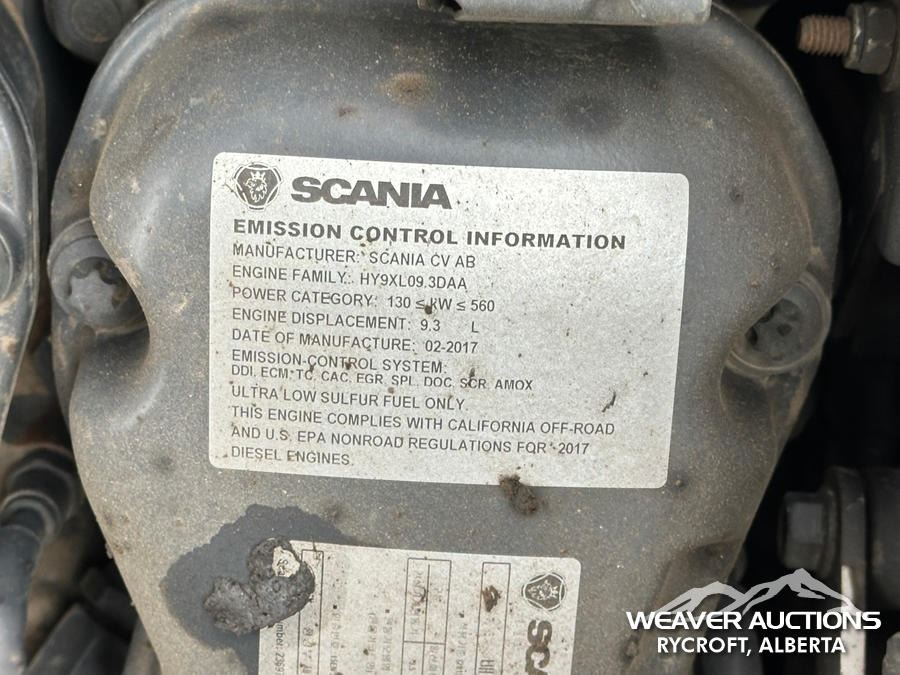 SCANIA
EMISSION CONTROL INFORMATION
MANUFACTURER: SCANIA CV AB
ENGINE FAMILY: HY9XL09.3DAA
POWER CATEGORY: 130 ≤ kW ≤ 560
ENGINE DISPLACEMENT: 9.3 L
DATE OF MANUFACTURE: 02-2017
EMISSION-CONTROL SYSTEM:
DDI, ECM, TC, CAC, EGR, SPL, DOC, SCR, AMOX
ULTRA LOW SULFUR FUEL ONLY
THIS ENGINE COMPLIES WITH CALIFORNIA OFF-ROAD
AND U.S. EPA NONROAD REGULATIONS FOR 2017
DIESEL ENGINES.
WEAVER AUCTIONS
RYCROFT, ALBERTA